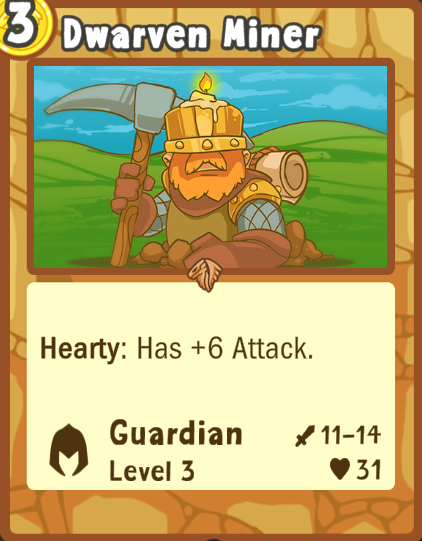 3
Dwarven Miner
Hearty: Has +6 Attack.
Guardian
11–14
Level 3
31